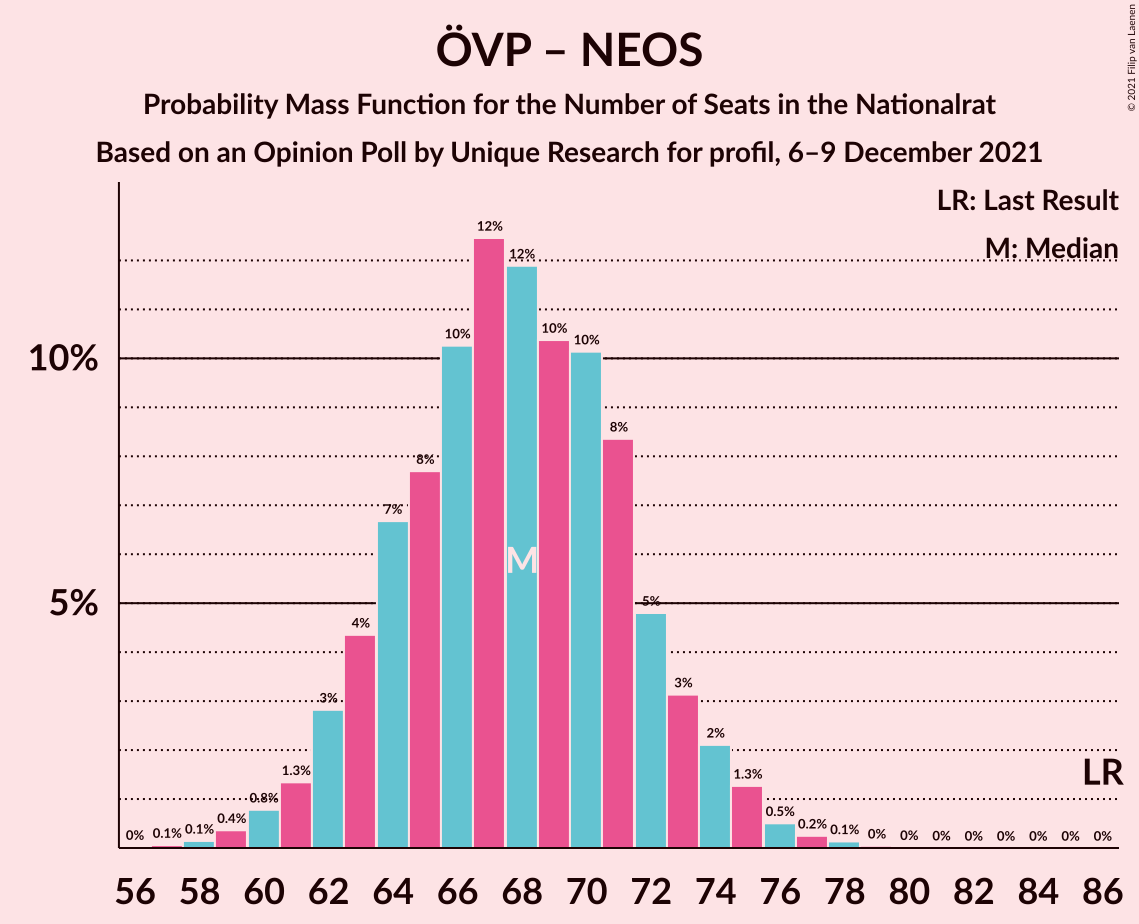 ÖVP – NEOS
Probability Mass Function for the Number of Seats in the Nationalrat
Based on an Opinion Poll by Unique Research for profil, 6–9 December 2021
© 2021 Filip van Laenen
LR: Last Result
M: Median
10%
5%
0% 0.1% 0.1% 0.4% 0.8% 1.3% 3% 4% 7% 8% 10% 12% 12% 10% 10% 8% 5% 3% 2% 1.3% 0.5% 0.2% 0.1% 0% 0% 0% 0% 0% 0% 0% 0%
M
LR
56 58 60 62 64 66 68 70 72 74 76 78 80 82 84 86